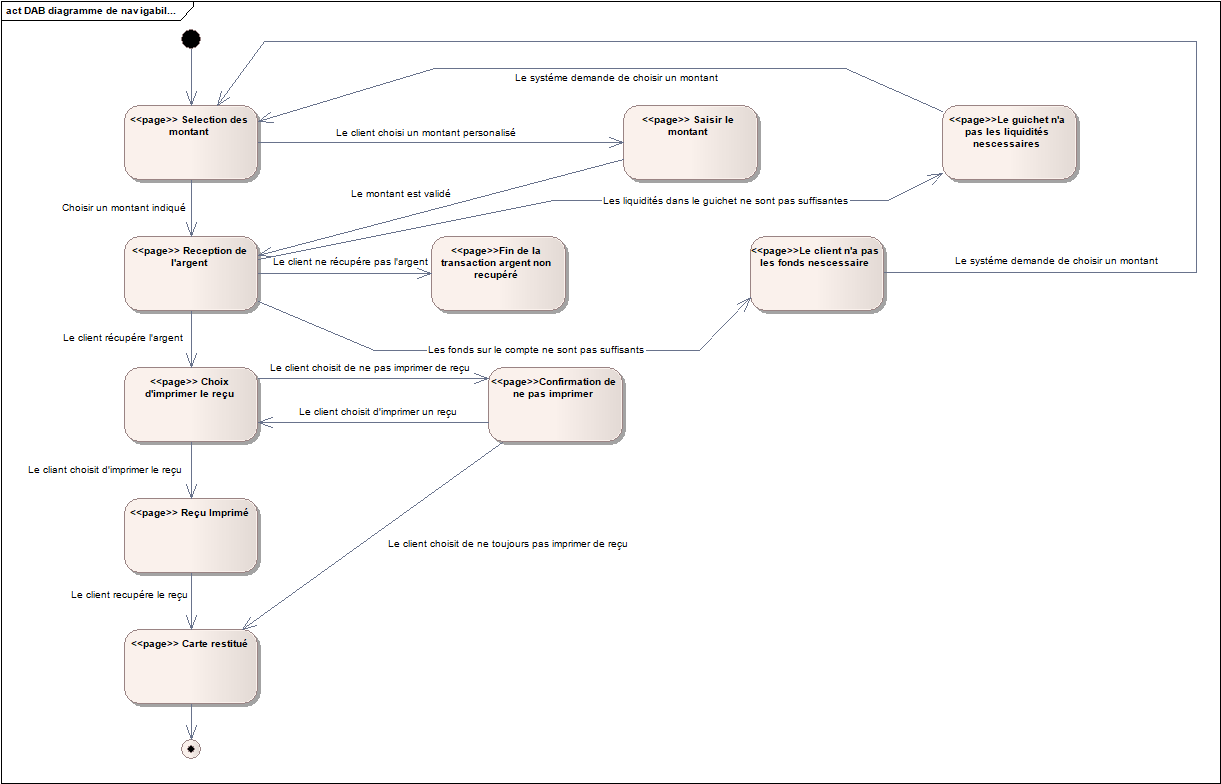 act DAB diagramme de navigabil...
Le systéme demande de choisir un montant
<<page>> Selection des
montant
Le client choisi un montant personalisé
<<page>> Saisir le
montant
<<page>>Le guichet n'a
pas les liquidités
nescessaires
Le montant est validé
Choisir un montant indiqué
Les liquidités dans le guichet ne sont pas suffisantes
<<page>> Reception de
l'argent
Le client ne récupére pas l'argent
<<page>>Fin de la
transaction argent non
recupéré
<<page>>Le client n'a pas
les fonds nescessaire
Le systéme demande de choisir un montant
Le client récupére l'argent
Les fonds sur le compte ne sont pas suffisants
<<page>> Choix
d'imprimer le reçu
Le client choisit de ne pas imprimer de reçu
<<page>>Confirmation de
ne pas imprimer
Le client choisit d'imprimer un reçu
Le cliant choisit d'imprimer le reçu
<<page>> Reçu Imprimé
Le client choisit de ne toujours pas imprimer de reçu
Le client recupére le reçu
<<page>> Carte restitué